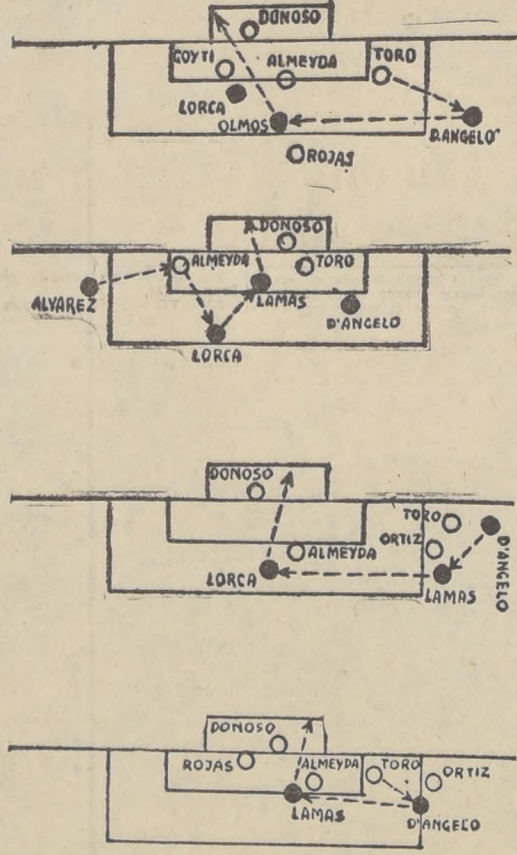 DONOSO
GOYTI
ALMEYDA
TORO
LORCA
OLMOS
D.ANGELO
ROJAS
DONOSO
ALMEYDA
TORO
ALVAREZ
LAMAS
D'ANGELO
LORCA
DONOSO
TORO
ORTIZ
D'ANGELO
ALMEYDA
LORCA
LAMAS
DONOSO
ROJAS
ALMEYDA
TORO
ORTIZ
LAMAS
D'ANGELO